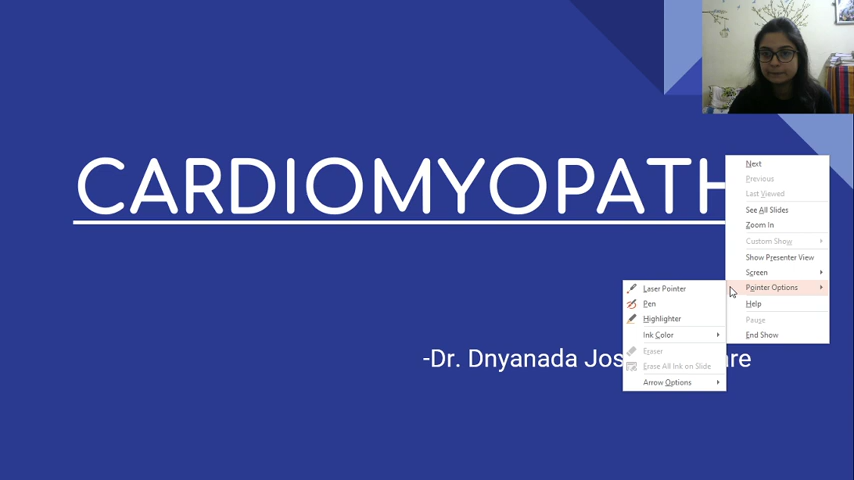 CARDIOMYOPATH
-Dr. Dnyanada Jos
re
Next
Previous
Last Viewed
See All Slides
Zoom In
Custom Show
Show Presenter View
Screen
Pointer Options
Help
Pause
End Show
Laser Pointer
Pen
Highlighter
Ink Color
Eraser
Erase All Ink on Slide
Arrow Options